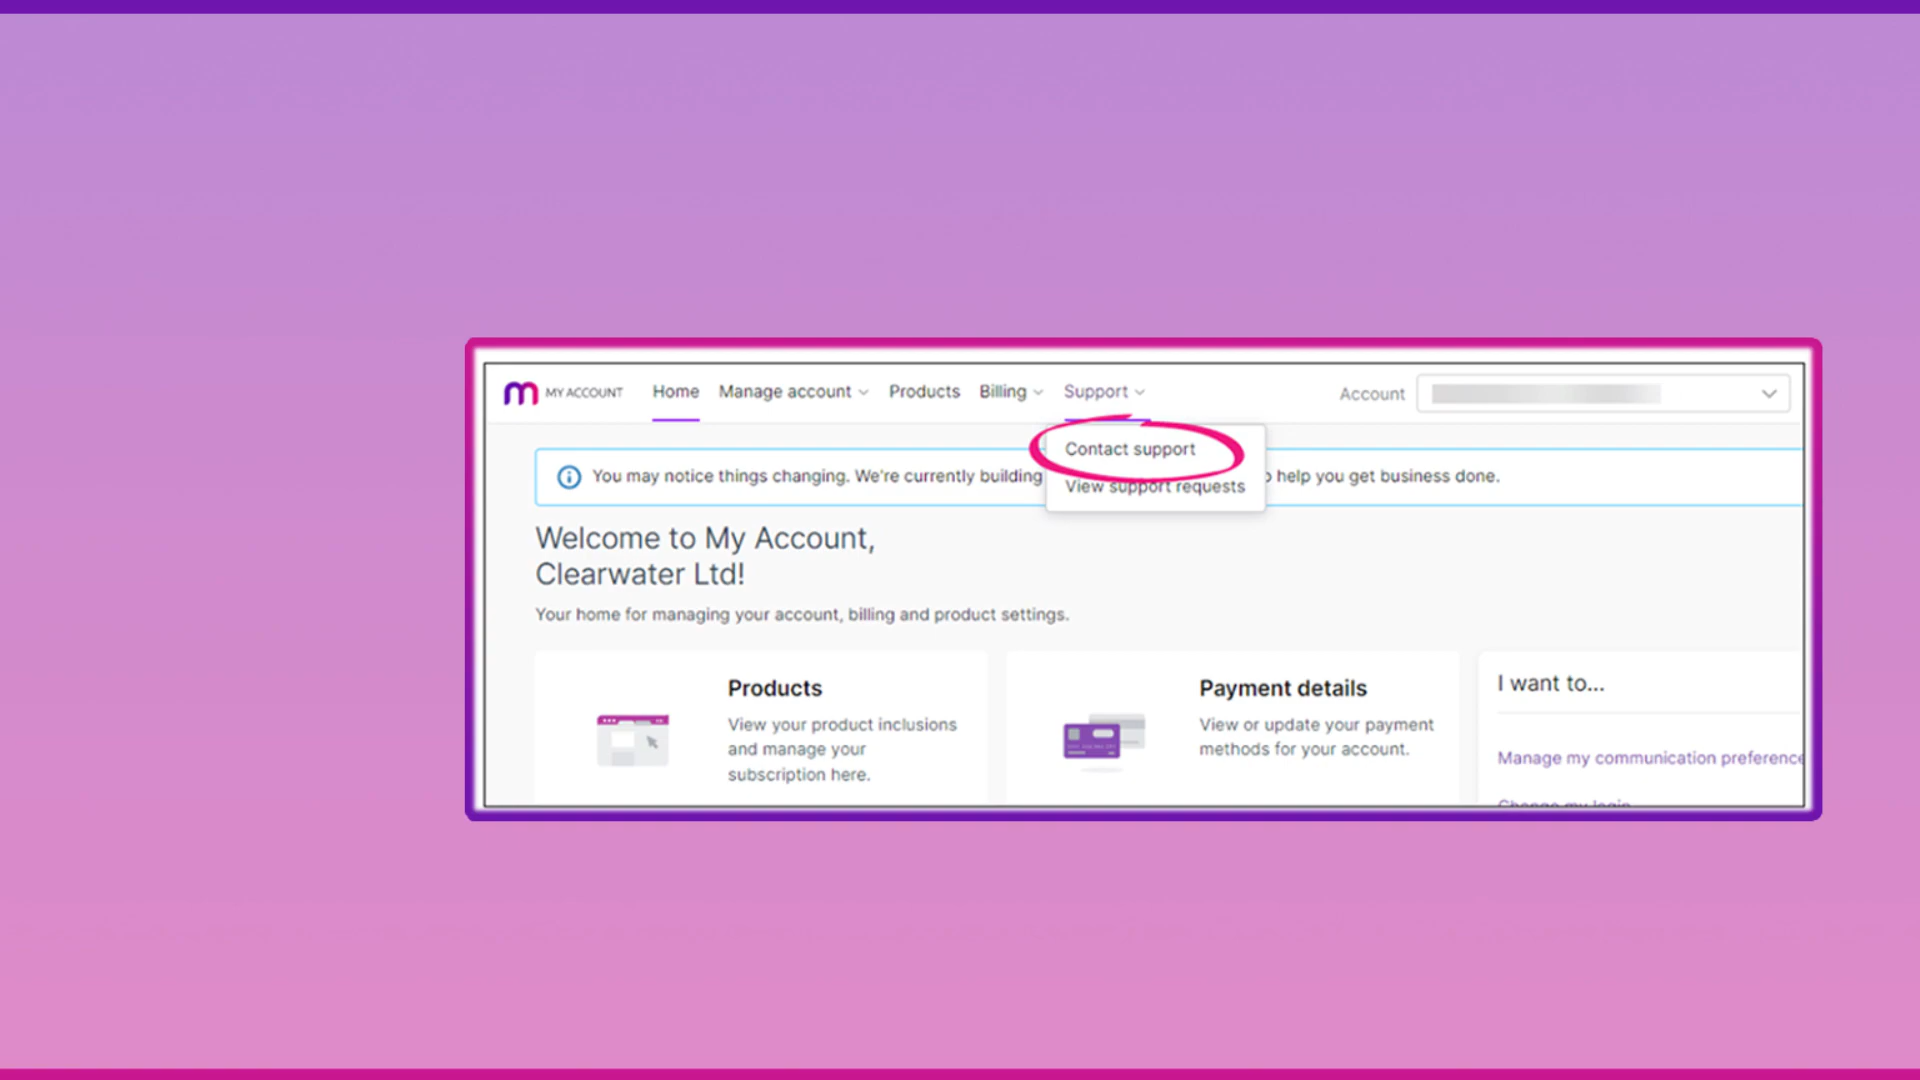 m MY ACCOUNT Home Manage account Products Billing Support Account
Contact support
You may notice things changing. We're currently building help you get business done.
View support requests
Welcome to My Account,
Clearwater Ltd!
Your home for managing your account, billing and product settings.
Products
View your product inclusions
and manage your
subscription here.
Payment details
View or update your payment
methods for your account.
I want to...
Manage my communication preference
Change my login